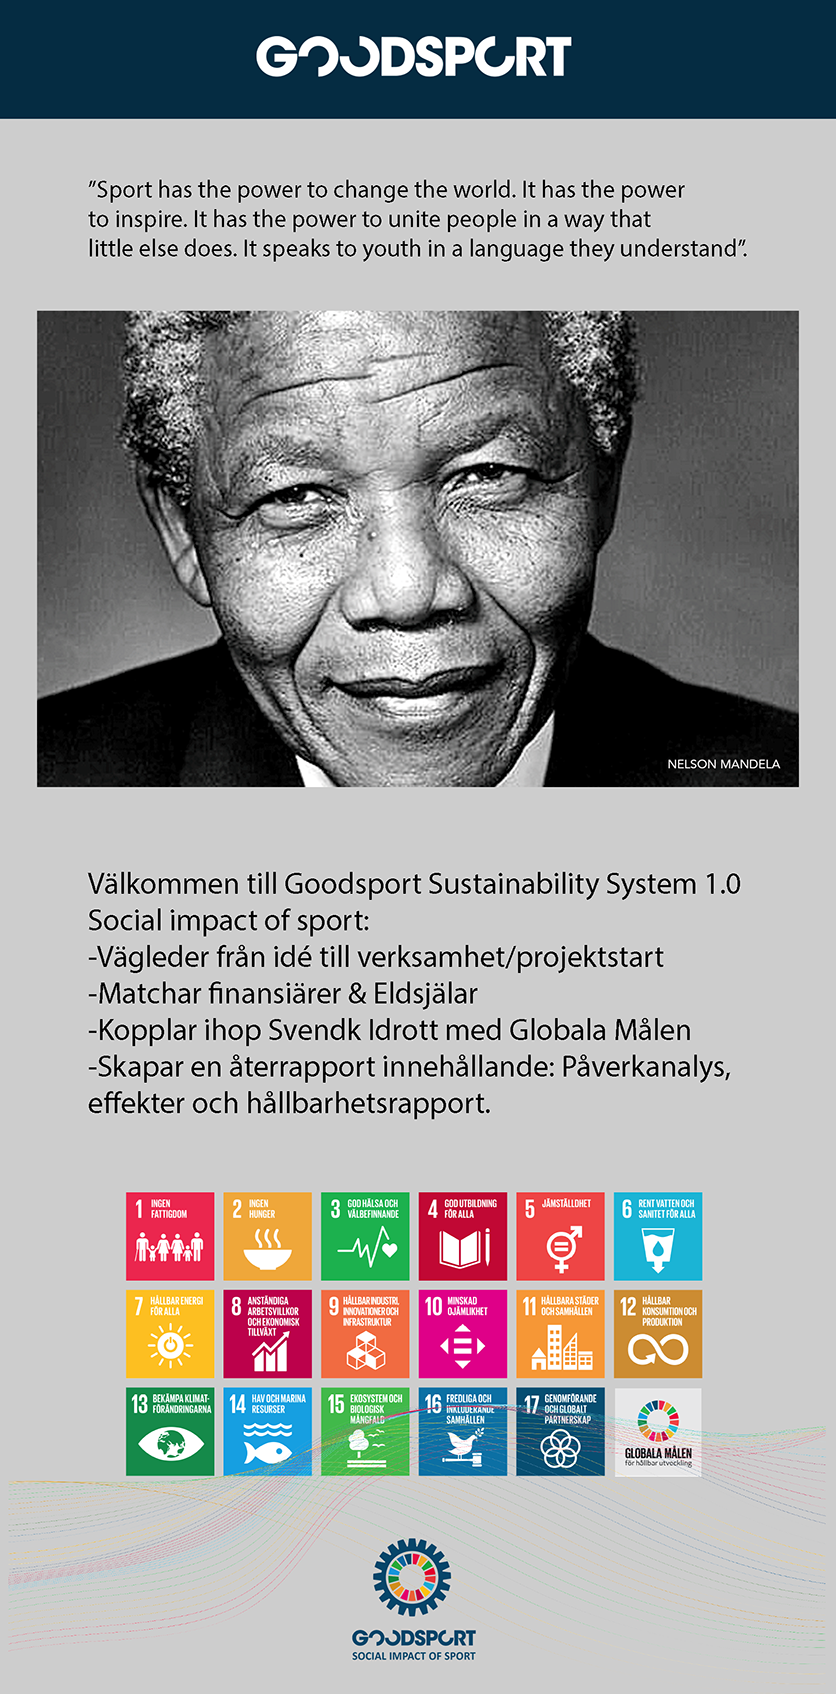 GOODSPORT
”Sport has the power to change the world. It has the power
to inspire. It has the power to unite people in a way that
little else does. It speaks to youth in a language they understand”.
NELSON MANDELA
Välkommen till Goodsport Sustainability System 1.0
Social impact of sport:
-Vägleder från idé till verksamhet/projektstart
-Matchar finansiärer & Eldsjälar
-Kopplar ihop Svendk Idrott med Globala Målen
-Skapar en återrapport innehållande: Påverkanalys,
effekter och hållbarhetsrapport.
1 INGEN
FATTIGDOM
2 INGEN
HUNGER
3 GOD HÄLSA OCH
VÄLBEFINNANDE
4 GOD UTBILDNING
FÖR ALLA
5 JÄMSTÄLLDHET
6 RENT VATTEN OCH
SANITET FÖR ALLA
7 HÅLLBAR ENERGI
FÖR ALLA
8 ANSTÄNDIGA
ARBETSVILLKOR
OCH EKONOMISK
TILLVÄXT
9 HÅLLBAR INDUSTRI,
INNOVATIONER OCH
INFRASTRUKTUR
10 MINSKAD
OJÄMLIKHET
11 HÅLLBARA STÄDER
OCH SAMHÄLLEN
12 HÅLLBAR
KONSUMTION OCH
PRODUKTION
13 BEKÄMPA KLIMAT-
FÖRÄNDRINGARNA
14 HAV OCH MARINA
RESURSER
15 EKOSYSTEM OCH
BIOLOGISK
MÅNGFALD
16 FREDLIGA OCH
INKLUDERANDE
SAMHÄLLEN
17 GENOMFÖRANDE
OCH GLOBALT
PARTNERSKAP
GLOBALA MÅLEN
för hållbar utveckling
GOODSPORT
SOCIAL IMPACT OF SPORT